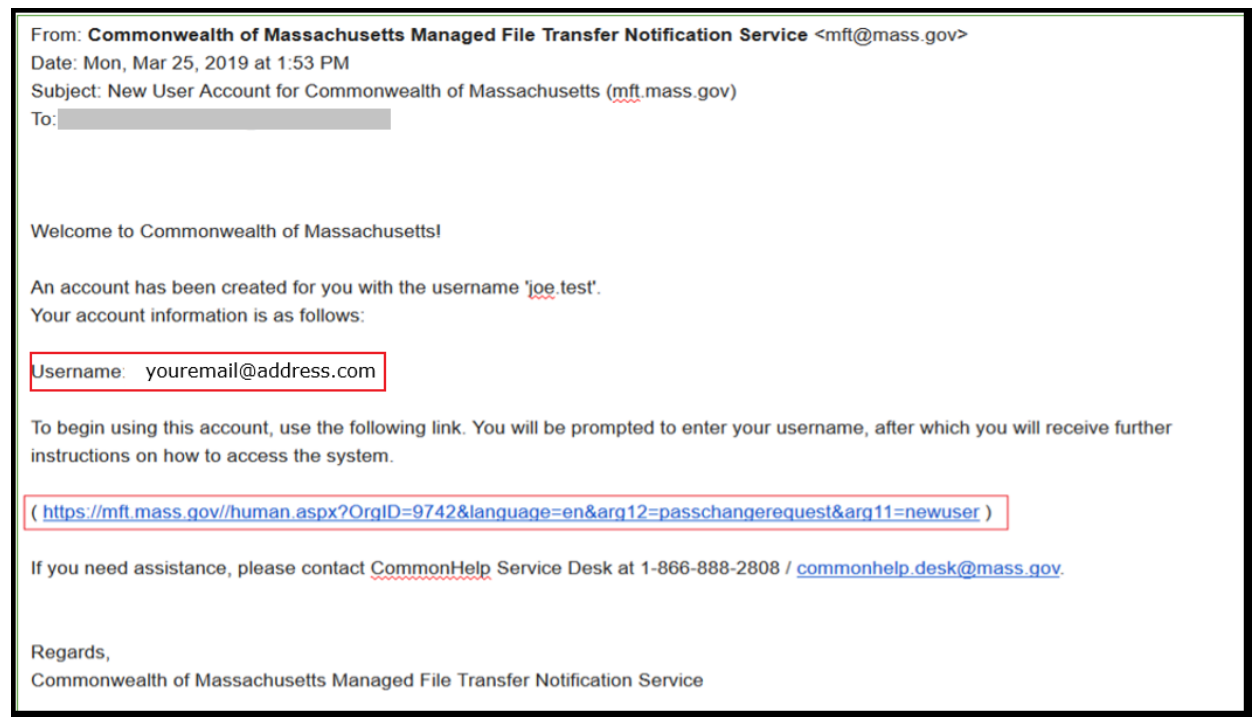 From: Commonwealth of Massachusetts Managed File Transfer Notification Service <mft@mass.gov>
Date: Mon, Mar 25, 2019 at 1:53 PM
Subject: New User Account for Commonwealth of Massachusetts (mft.mass.gov)
To:
Welcome to Commonwealth of Massachusetts!
An account has been created for you with the username 'joe.test'.
Your account information is as follows:
Username: youremail@address.com
To begin using this account, use the following link. You will be prompted to enter your username, after which you will receive further
instructions on how to access the system.
( https://mft.mass.gov//human.aspx?OrgID=9742&language=en&arg12=passchangerequest&arg11=newuser )
If you need assistance, please contact CommonHelp Service Desk at 1-866-888-2808 / commonhelp.desk@mass.gov.
Regards,
Commonwealth of Massachusetts Managed File Transfer Notification Service